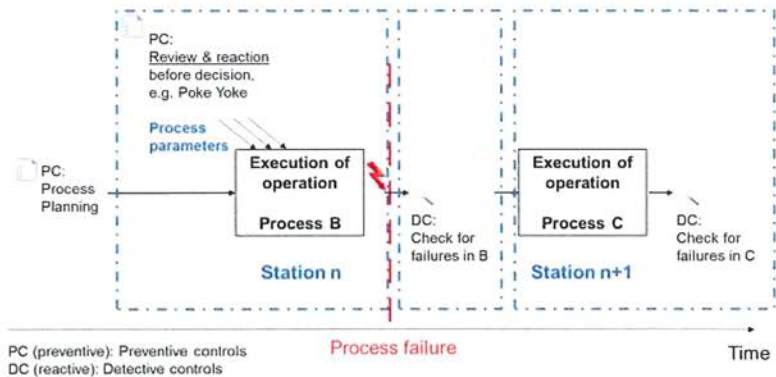 PC:
Review & reaction
before decision,
e.g. Poke Yoke
Process
parameters
PC:
Process
Planning
Execution of
operation
Process B
DC:
Check for
failures in B
Execution of
operation
Process C
DC:
Check for
failures in C
Station n
Station n+1
Process failure
Time
PC (preventive): Preventive controls
DC (reactive): Detective controls